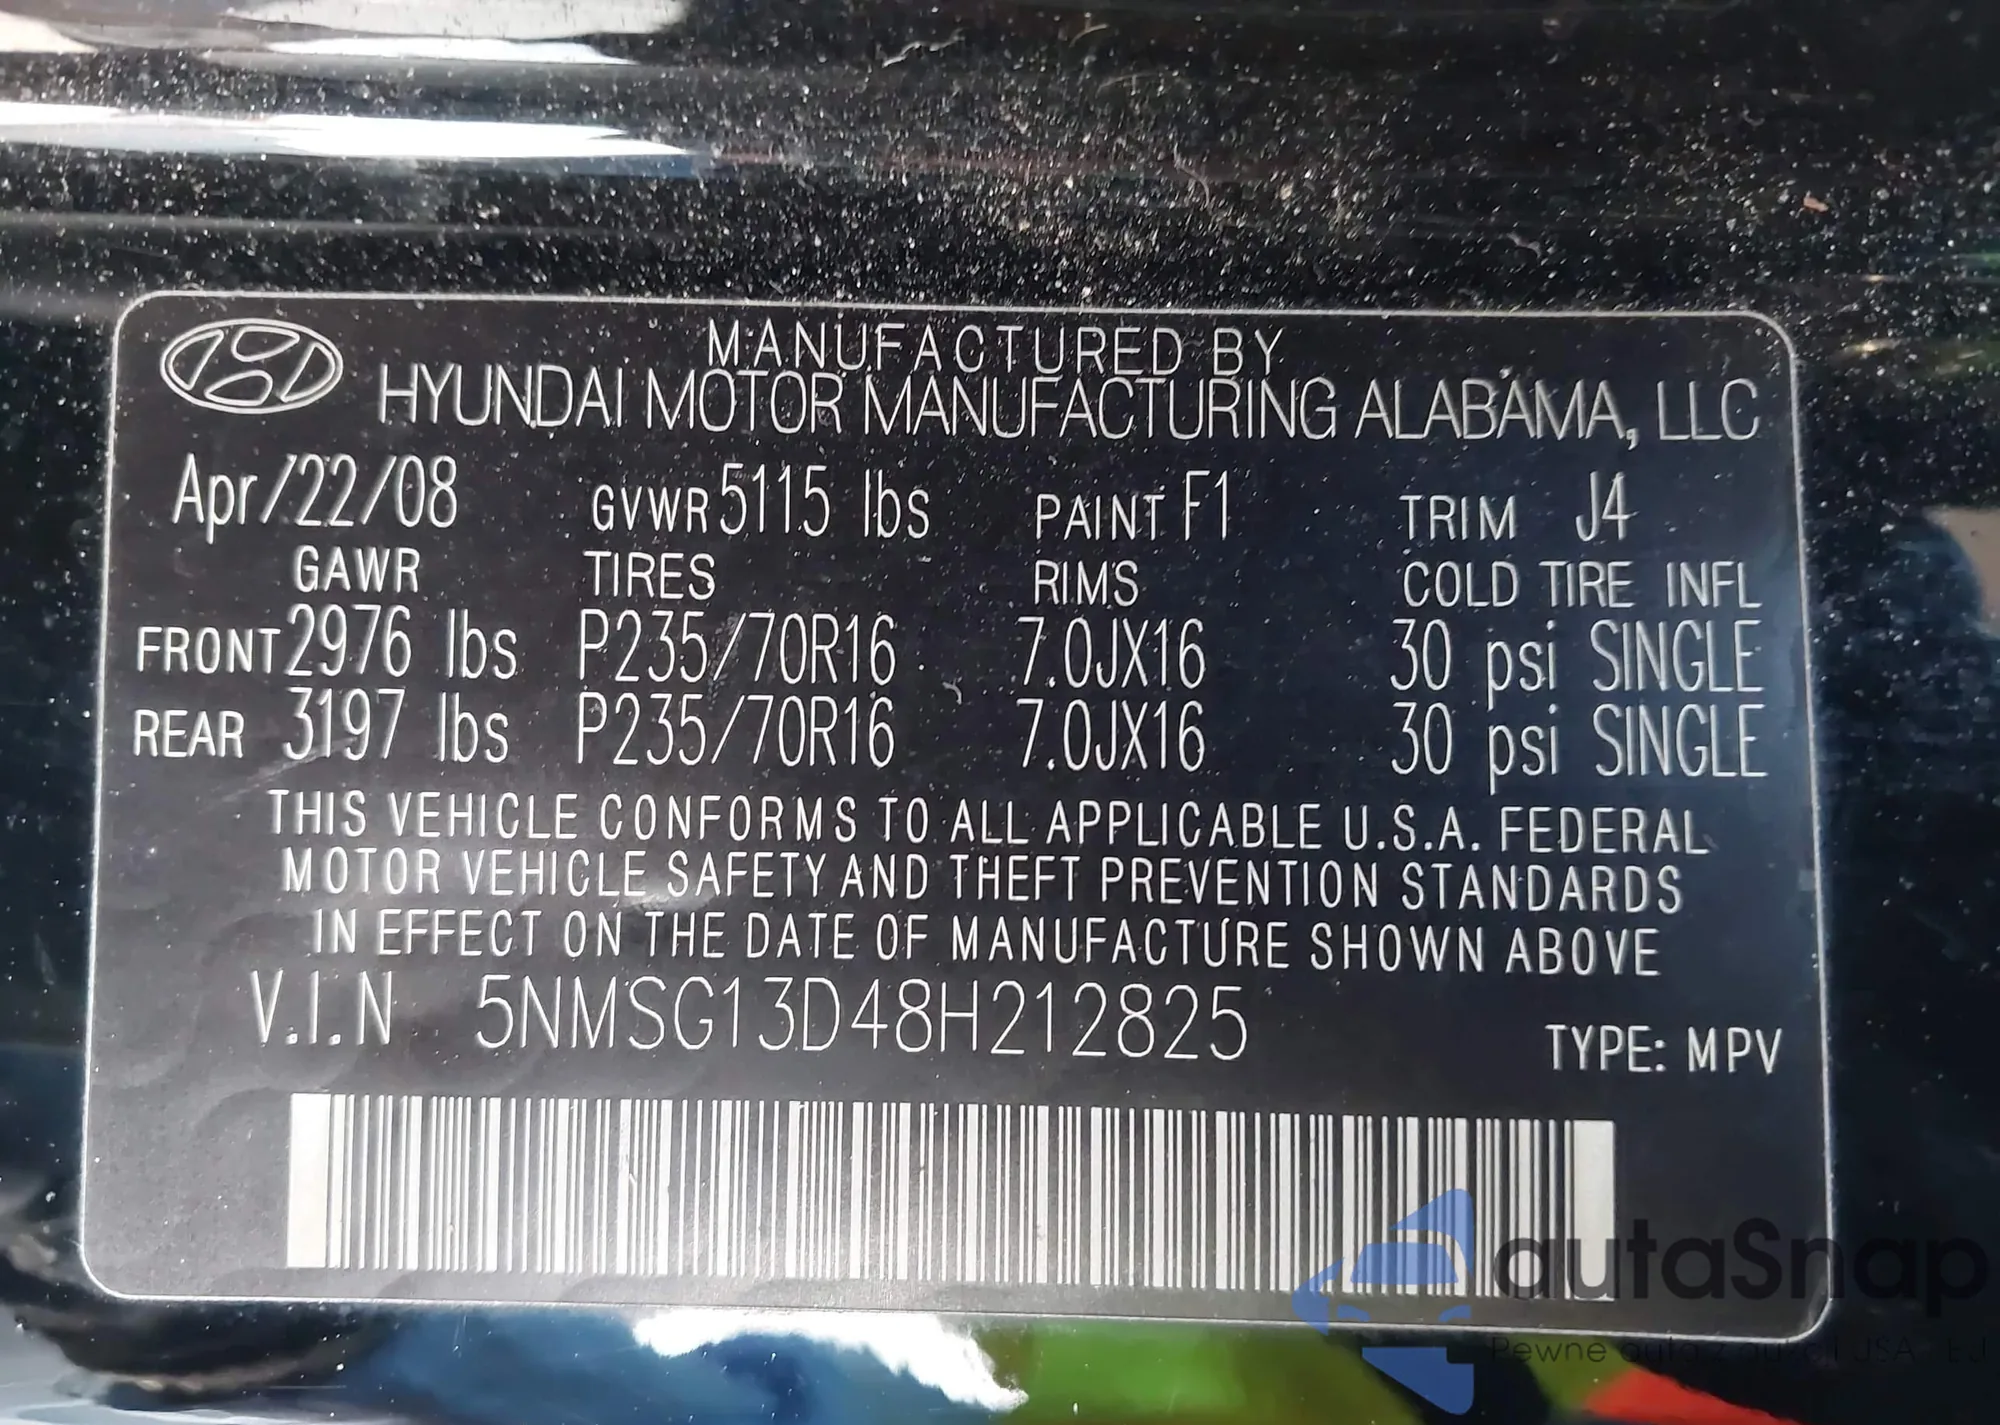 MANUFACTURED BY
HYUNDAI MOTOR MANUFACTURING ALABAMA, LLC
Apr/22/08 GVWR 5115 lbs PAINT F1 TRIM J4
GAWR TIRES RIMS COLD TIRE INFL
FRONT 2976 lbs P235/70R16 7.0JX16 30 psi SINGLE
REAR 3197 lbs P235/70R16 7.0JX16 30 psi SINGLE
THIS VEHICLE CONFORMS TO ALL APPLICABLE U.S.A. FEDERAL
MOTOR VEHICLE SAFETY AND THEFT PREVENTION STANDARDS
IN EFFECT ON THE DATE OF MANUFACTURE SHOWN ABOVE
V.I.N 5NMSG13D48H212825
TYPE: MPV
autaSnap
Pewne auta z